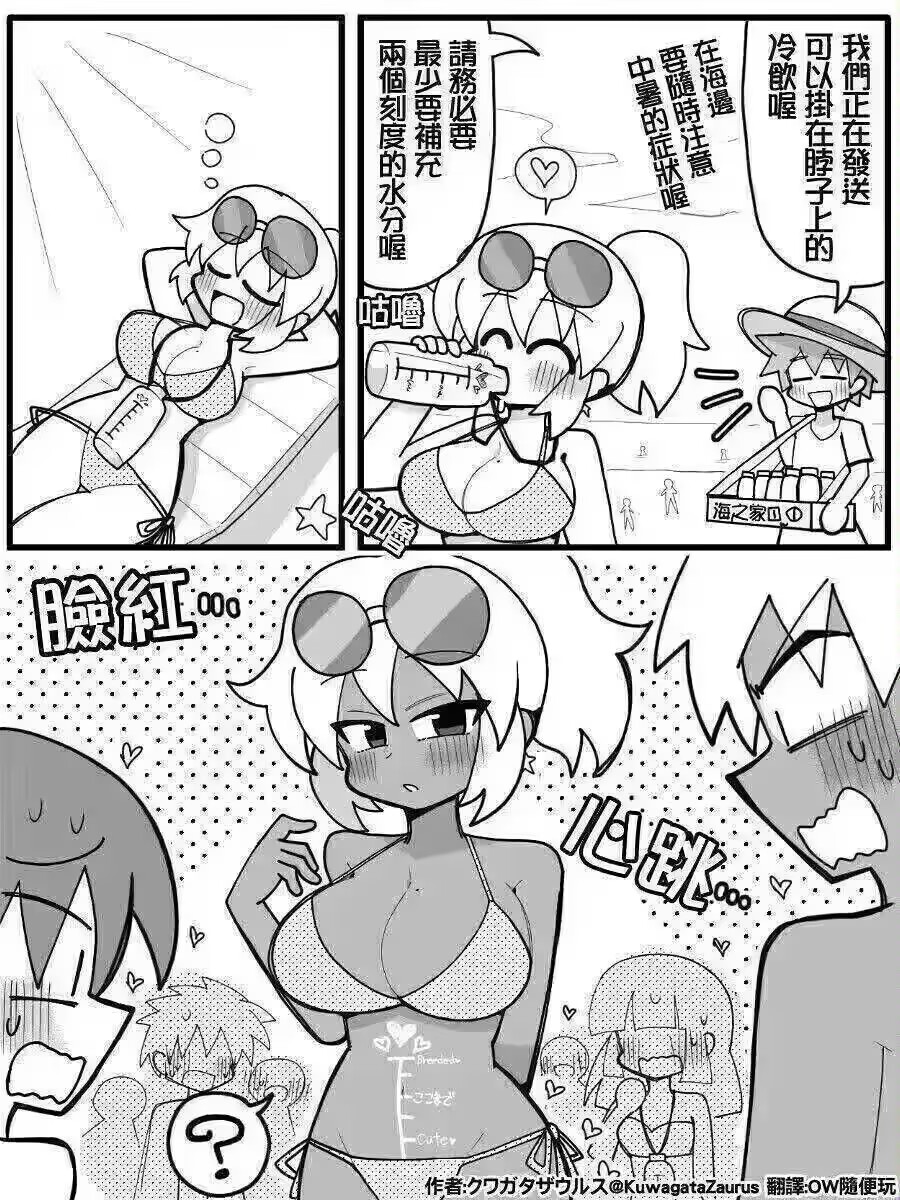 我們正在發送
可以掛在脖子上的
冷飲喔
在海邊
要隨時注意
中暑的症狀喔
請務必要
最少要補充
兩個刻度的水分喔
咕嚕
咕嚕
海之家
臉紅…
心跳…
Breeded
ここまで
Cute♥
?
作者:クワガタザウルス@KuwagataZaurus 翻譯:OW隨便玩